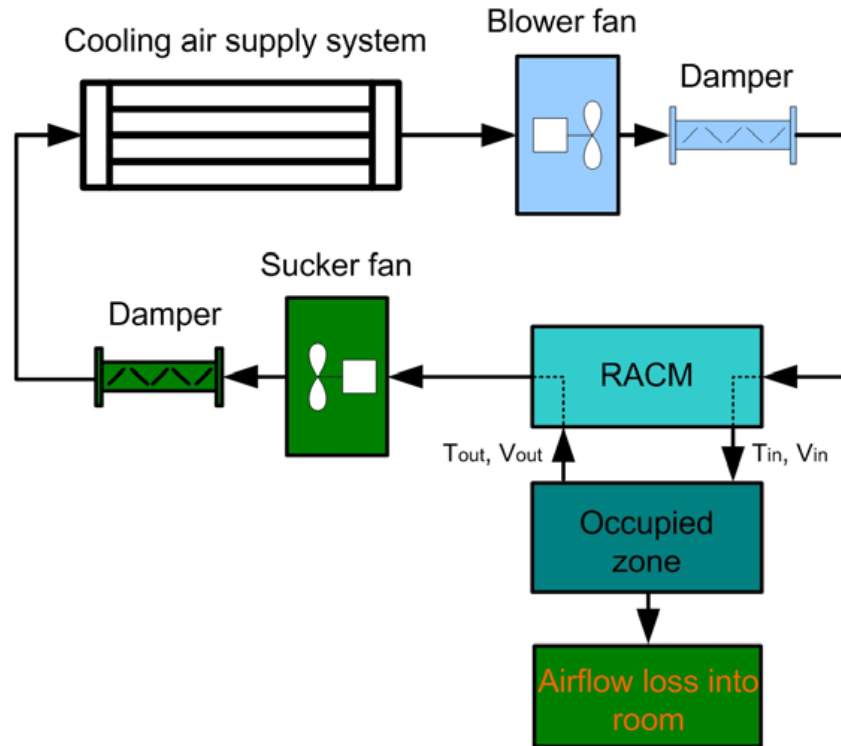 Cooling air supply system
Blower fan
Damper
Sucker fan
Damper
RACM
Tout, Vout
Tin, Vin
Occupied
zone
Airflow loss into
room